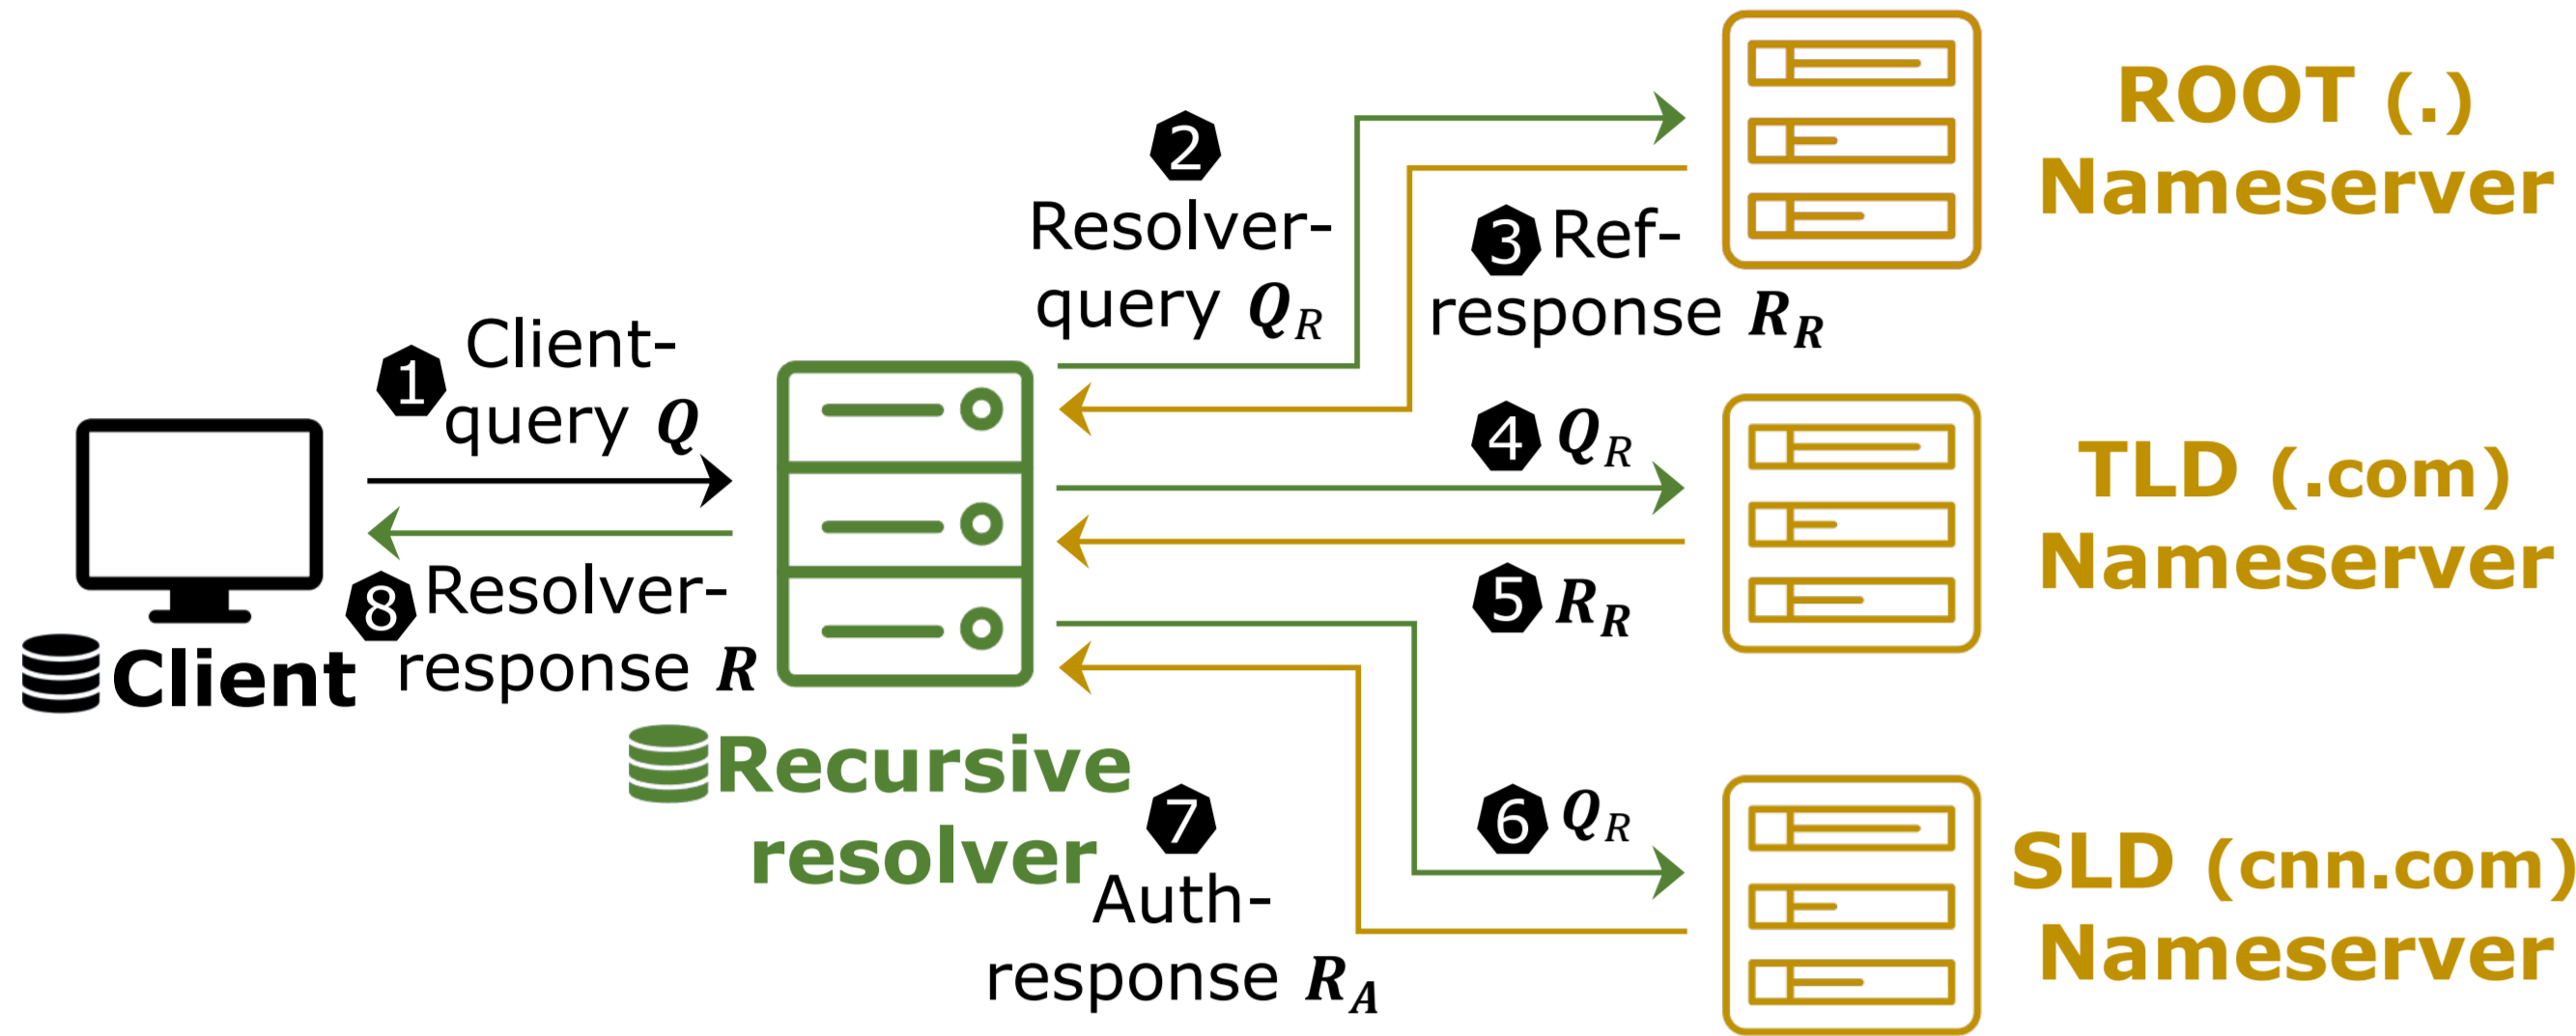 1 Client-
query Q
8 Resolver-
response R
Client
Recursive
resolver
2
Resolver-
query Q_R
3 Ref-
response R_R
4 Q_R
5 R_R
6 Q_R
7
Auth-
response R_A
ROOT (.)
Nameserver
TLD (.com)
Nameserver
SLD (cnn.com)
Nameserver